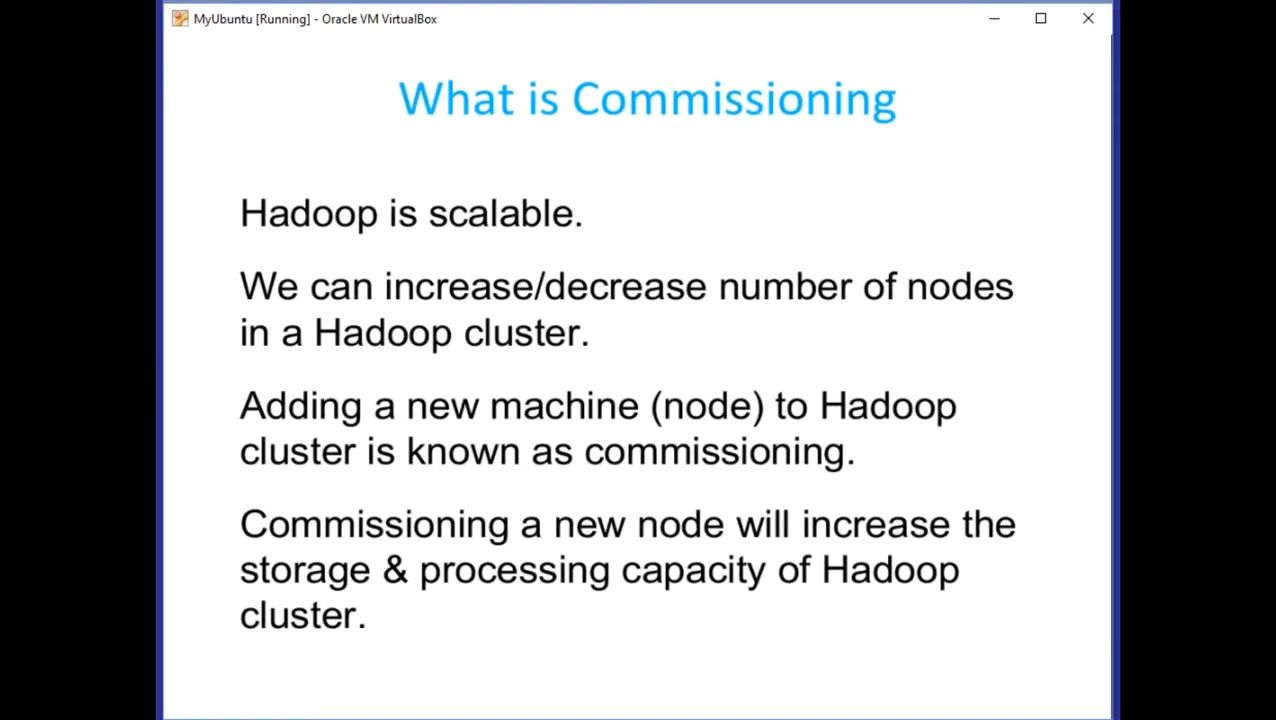 MyUbuntu [Running] - Oracle VM VirtualBox
What is Commissioning
Hadoop is scalable.
We can increase/decrease number of nodes
in a Hadoop cluster.
Adding a new machine (node) to Hadoop
cluster is known as commissioning.
Commissioning a new node will increase the
storage & processing capacity of Hadoop
cluster.